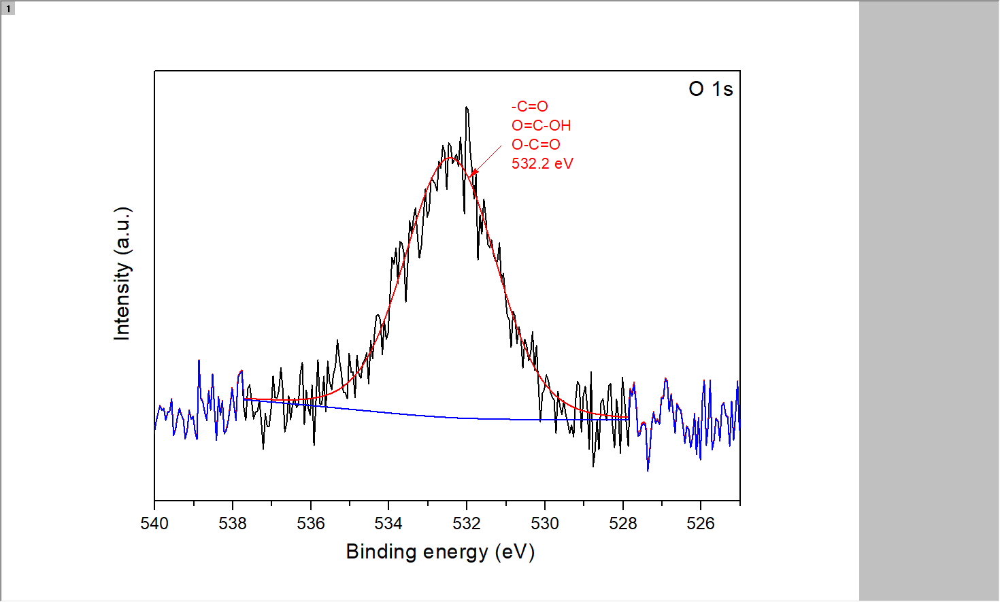 1
O 1s
-C=O
O=C-OH
O-C=O
532.2 eV
Intensity (a.u.)
540 538 536 534 532 530 528 526
Binding energy (eV)